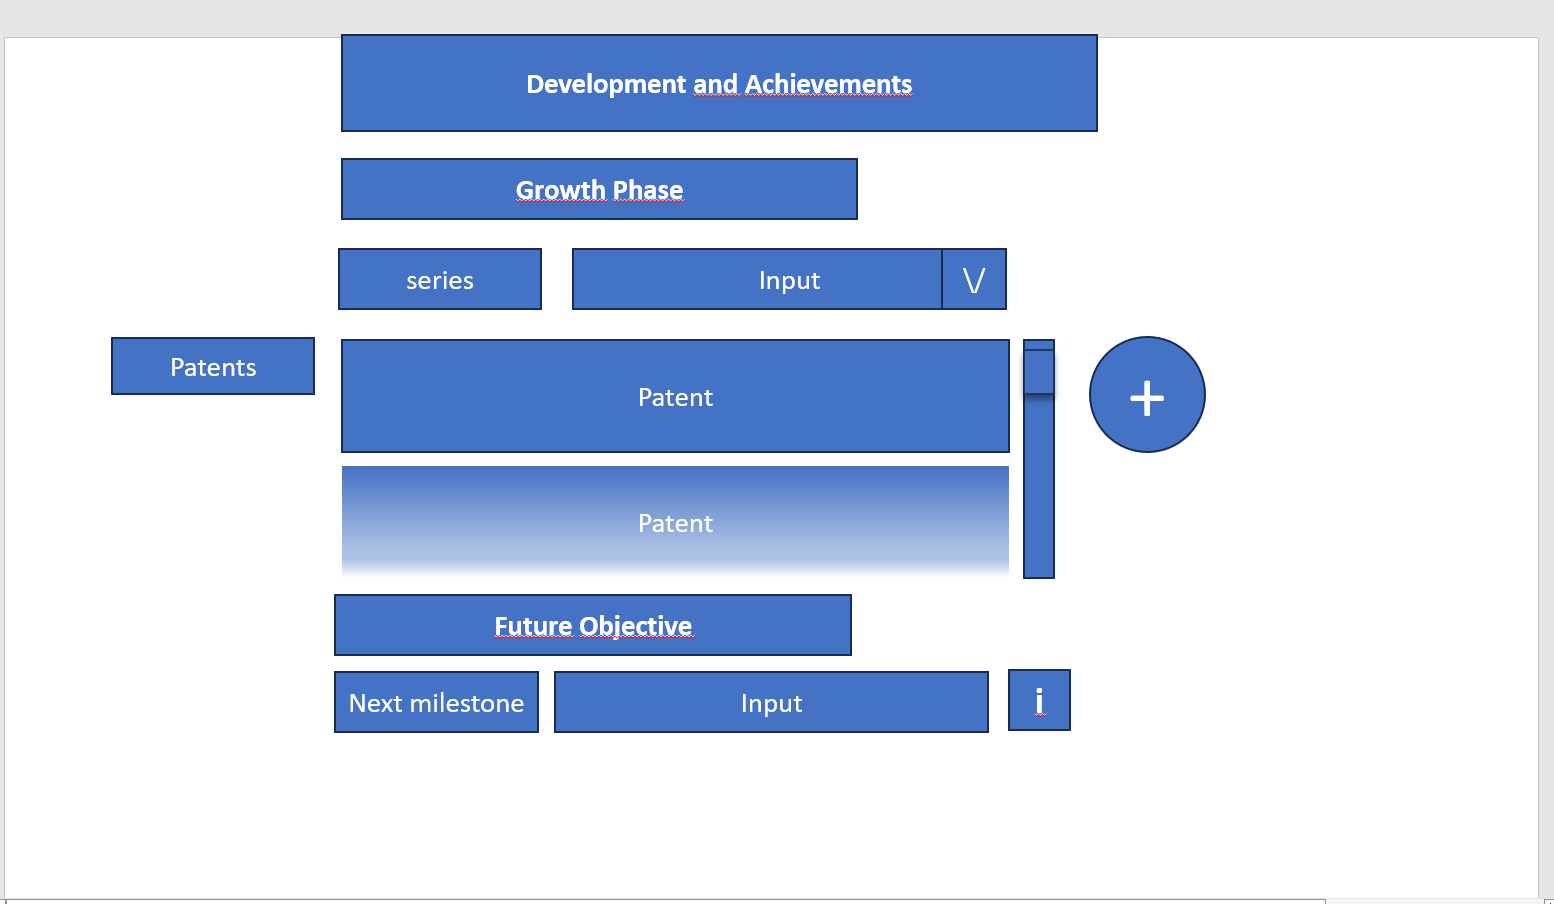 Development and Achievements
Growth Phase
series
Input
\/
Patents
Patent
+
Patent
Future Objective
Next milestone
Input
i